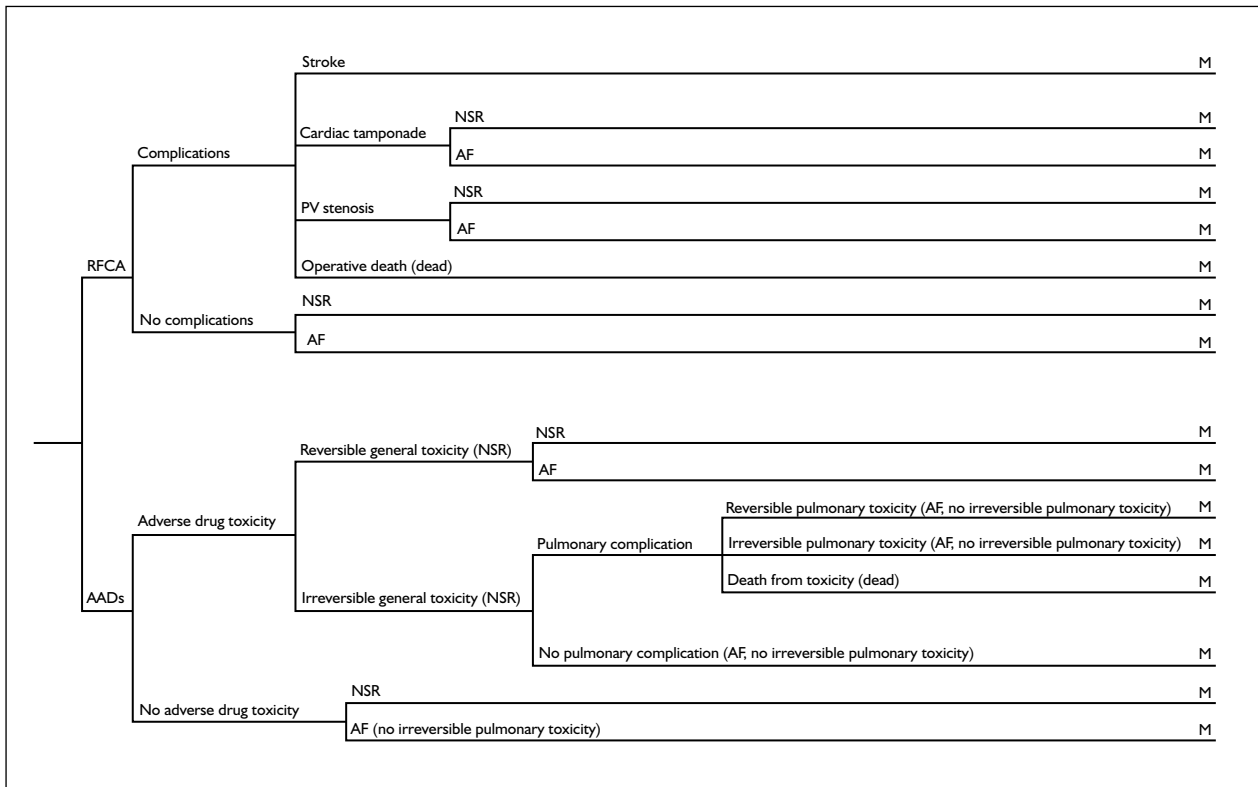 Stroke M
NSR M
Cardiac tamponade
AF M
Complications
NSR M
PV stenosis
AF M
RFCA
Operative death (dead) M
NSR M
No complications
AF M
NSR M
Reversible general toxicity (NSR)
AF M
Reversible pulmonary toxicity (AF, no irreversible pulmonary toxicity) M
Adverse drug toxicity
Pulmonary complication
Irreversible pulmonary toxicity (AF, no irreversible pulmonary toxicity) M
Death from toxicity (dead) M
AADs
Irreversible general toxicity (NSR)
No pulmonary complication (AF, no irreversible pulmonary toxicity) M
NSR M
No adverse drug toxicity
AF (no irreversible pulmonary toxicity) M